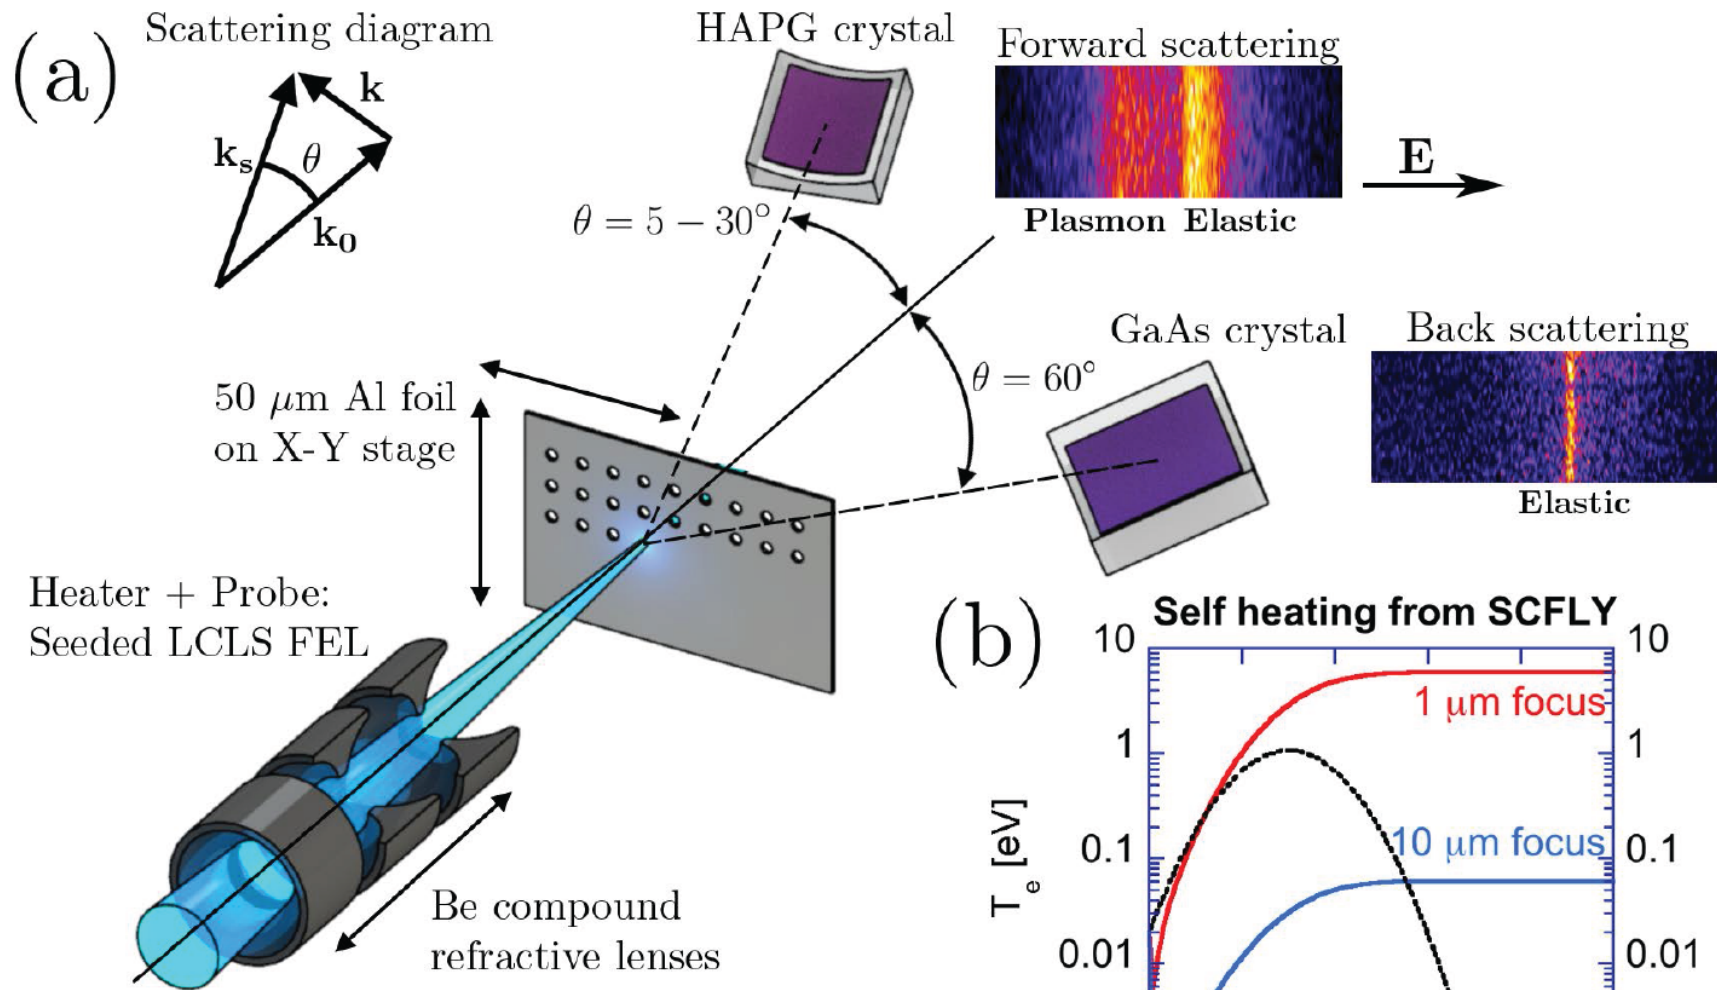 (a)
Scattering diagram
k
k_s
θ
k_0
HAPG crystal
θ = 5 − 30°
Forward scattering
Plasmon Elastic
E
GaAs crystal
θ = 60°
Back scattering
Elastic
50 μm Al foil
on X-Y stage
Heater + Probe:
Seeded LCLS FEL
Be compound
refractive lenses
(b)
Self heating from SCFLY
10
1
0.1
0.01
T_e [eV]
1 μm focus
10 μm focus
10
1
0.1
0.01